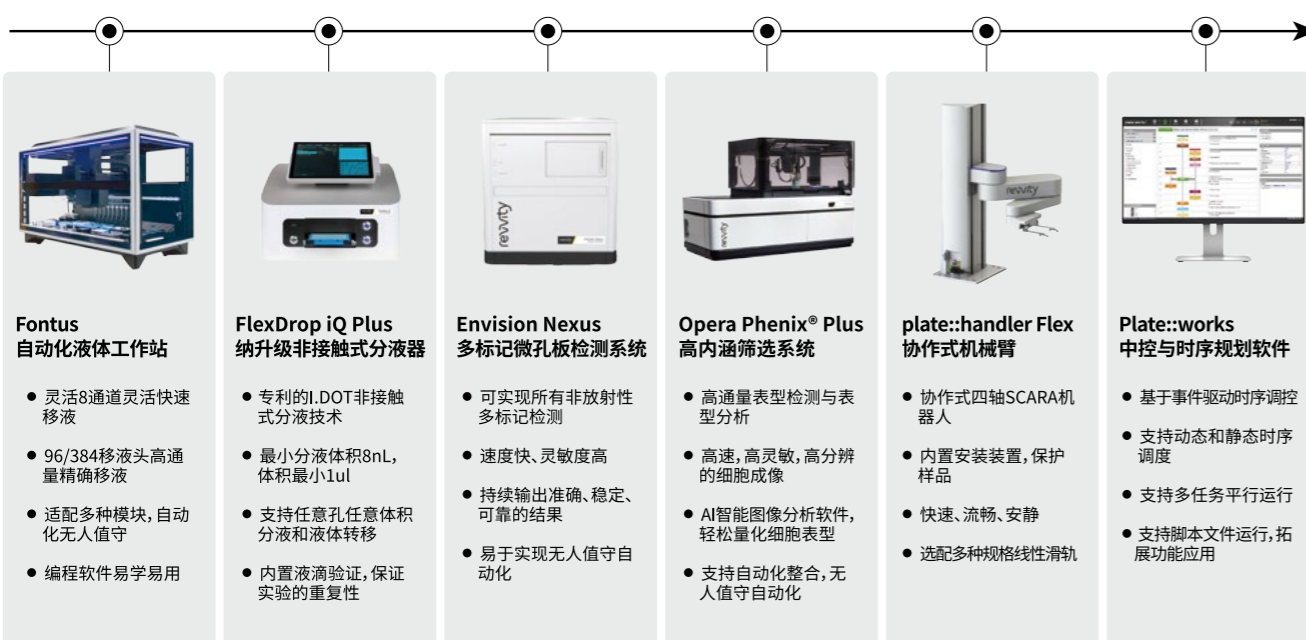 revvity
revvity
revvity
Fontus
自动化液体工作站
● 灵活8通道灵活快速
移液
● 96/384移液头高通
量精确移液
● 适配多种模块,自动
化无人值守
● 编程软件易学易用
FlexDrop iQ Plus
纳升级非接触式分液器
● 专利的I.DOT非接触
式分液技术
● 最小分液体积8nL,
体积最小1ul
● 支持任意孔任意体积
分液和液体转移
● 内置液滴验证,保证
实验的重复性
Envision Nexus
多标记微孔板检测系统
● 可实现所有非放射性
多标记检测
● 速度快、灵敏度高
● 持续输出准确、稳定、
可靠的结果
● 易于实现无人值守自
动化
Opera Phenix® Plus
高内涵筛选系统
● 高通量表型检测与表
型分析
● 高速,高灵敏,高分辨
的细胞成像
● AI智能图像分析软件,
轻松量化细胞表型
● 支持自动化整合,无
人值守自动化
plate::handler Flex
协作式机械臂
● 协作式四轴SCARA机
器人
● 内置安装装置,保护
样品
● 快速、流畅、安静
● 选配多种规格线性滑轨
Plate::works
中控与时序规划软件
● 基于事件驱动时序调控
● 支持动态和静态时序
调度
● 支持多任务平行运行
● 支持脚本文件运行,拓
展功能应用